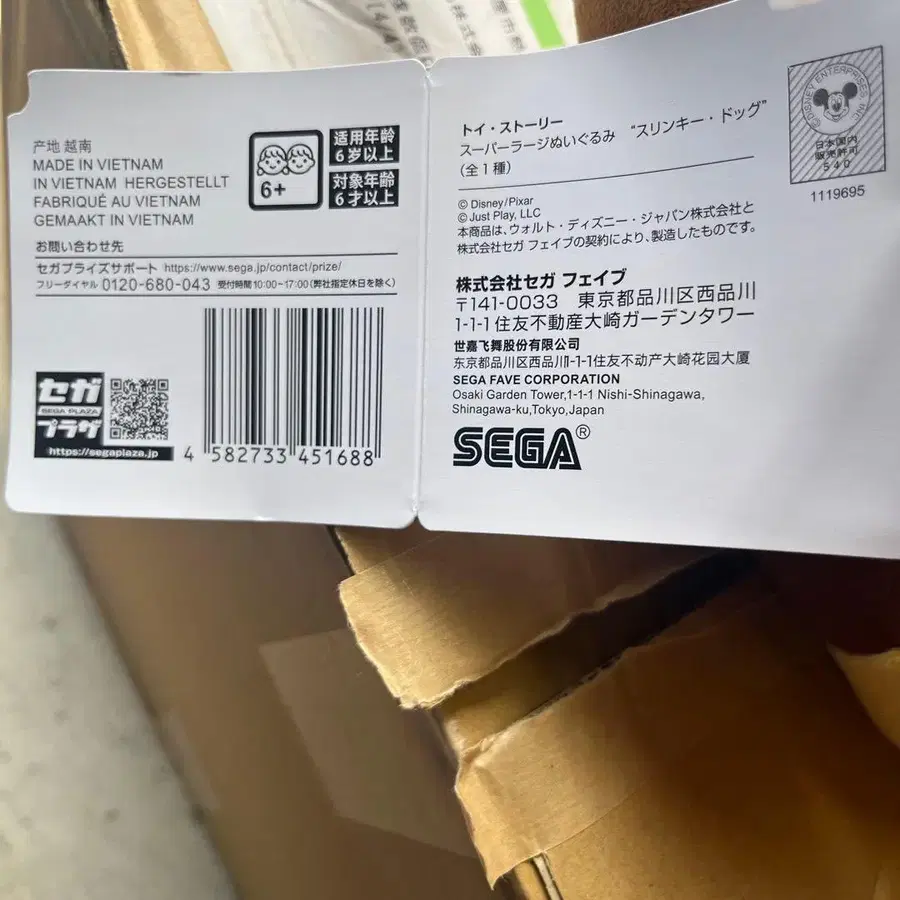 产地 越南
MADE IN VIETNAM
IN VIETNAM HERGESTELLT
FABRIQUÉ AU VIETNAM
GEMAAKT IN VIETNAM
6+
适用年龄
6岁以上
対象年齢
6才以上
お問い合わせ先
セガプライズサポート https://www.sega.jp/contact/prize/
フリーダイヤル 0120-680-043 受付時間 10:00~17:00(弊社指定休日を除く)
セガ
SEGA PLAZA
プラザ
https://segaplaza.jp
4 582733 451688
トイ・ストーリー
スーパーラージぬいぐるみ “スリンキー・ドッグ”
(全1種)
© Disney/Pixar
© Just Play, LLC
本商品は、ウォルト・ディズニー・ジャパン株式会社と
株式会社セガ フェイブの契約により、製造したものです。
株式会社セガ フェイブ
〒141-0033 東京都品川区西品川
1-1-1 住友不動産大崎ガーデンタワー
世嘉飞舞股份有限公司
东京都品川区西品川1-1-1住友不动产大崎花园大厦
SEGA FAVE CORPORATION
Osaki Garden Tower,1-1-1 Nishi-Shinagawa,
Shinagawa-ku,Tokyo,Japan
SEGA®
©DISNEY ENTERPRISES INC
日本国内
販売許可
540
1119695